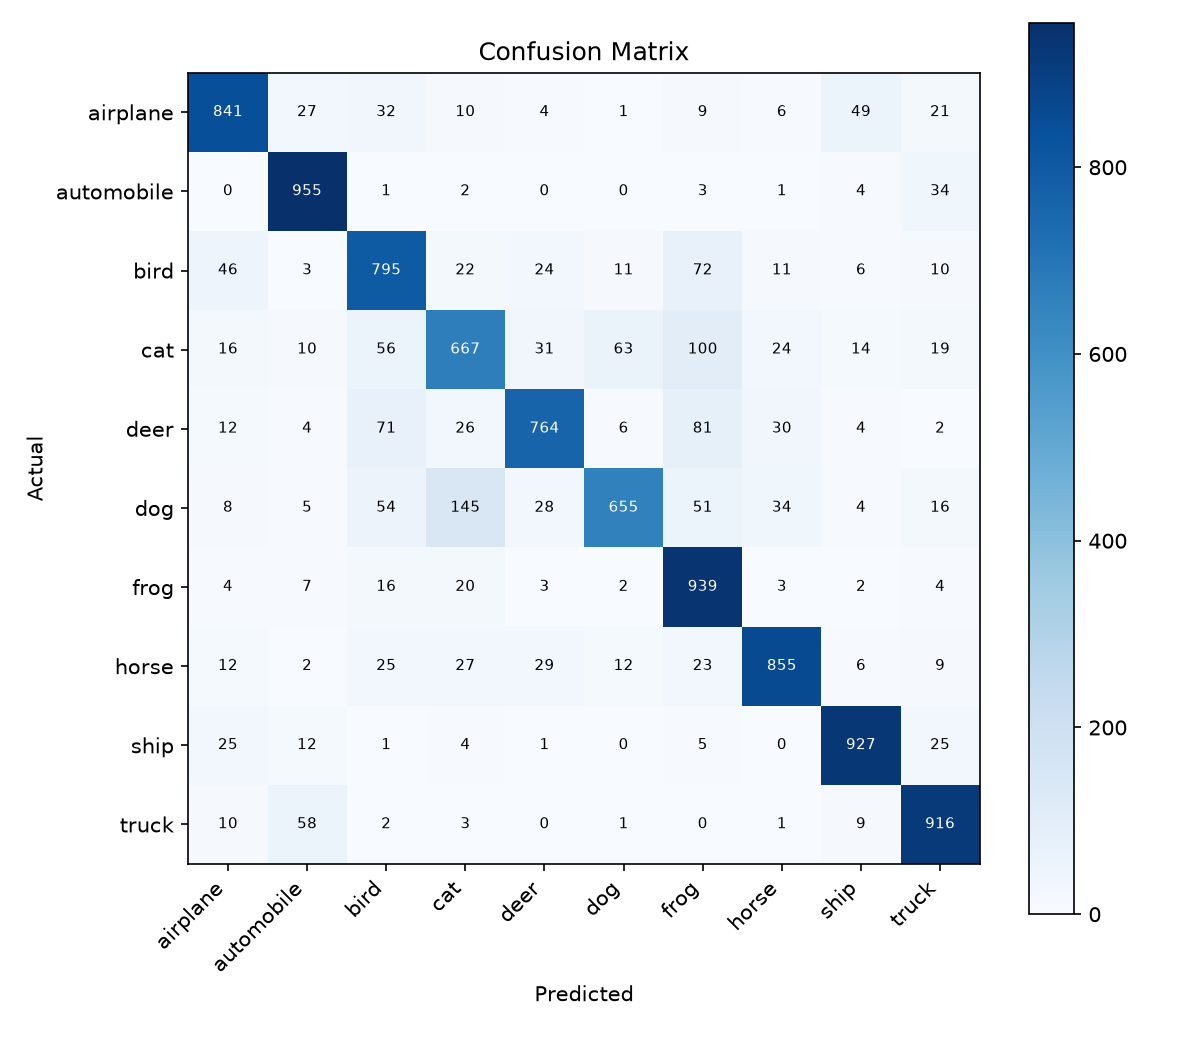 Confusion Matrix
airplane 841 27 32 10 4 1 9 6 49 21
automobile 0 955 1 2 0 0 3 1 4 34
bird 46 3 795 22 24 11 72 11 6 10
cat 16 10 56 667 31 63 100 24 14 19
deer 12 4 71 26 764 6 81 30 4 2
dog 8 5 54 145 28 655 51 34 4 16
frog 4 7 16 20 3 2 939 3 2 4
horse 12 2 25 27 29 12 23 855 6 9
ship 25 12 1 4 1 0 5 0 927 25
truck 10 58 2 3 0 1 0 1 9 916
airplane automobile bird cat deer dog frog horse ship truck
Predicted
Actual
800
600
400
200
0